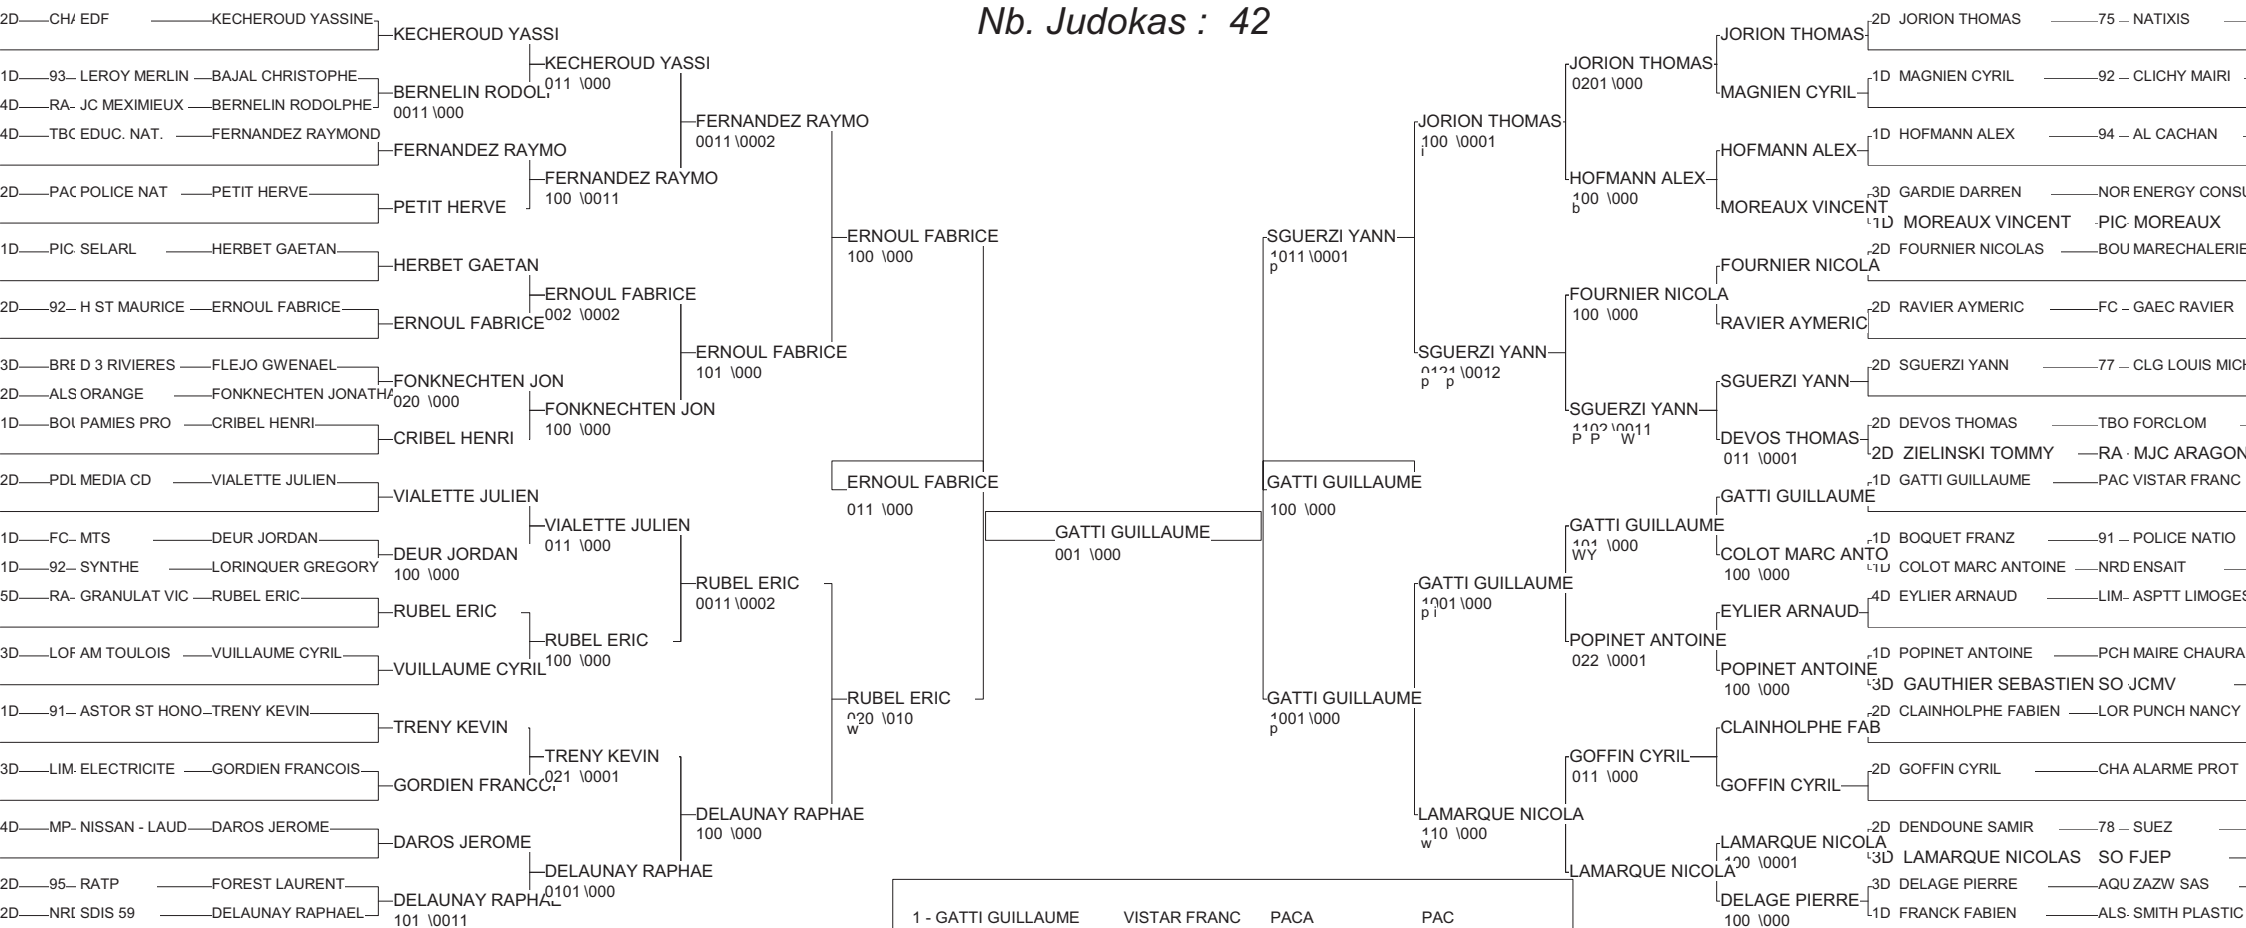 Nb. Judokas : 42
2D CHA EDF KECHEROUD YASSINE
1D 93 LEROY MERLIN BAJAL CHRISTOPHE
4D RA JC MEXIMIEUX BERNELIN RODOLPHE
4D TBO EDUC. NAT. FERNANDEZ RAYMOND
2D PAC POLICE NAT PETIT HERVE
1D PIC SELARL HERBET GAETAN
2D 92 H ST MAURICE ERNOUL FABRICE
3D BRE D 3 RIVIERES FLEJO GWENAEL
2D ALS ORANGE FONKNECHTEN JONATHA
1D BOU PAMIES PRO CRIBEL HENRI
2D PDL MEDIA CD VIALETTE JULIEN
1D FC MTS DEUR JORDAN
1D 92 SYNTHE LORINQUER GREGORY
5D RA GRANULAT VIC RUBEL ERIC
3D LOR AM TOULOIS VUILLAUME CYRIL
1D 91 ASTOR ST HONO TRENY KEVIN
3D LIM ELECTRICITE GORDIEN FRANCOIS
4D MP NISSAN - LAUD DAROS JEROME
2D 95 RATP FOREST LAURENT
2D NRD SDIS 59 DELAUNAY RAPHAEL
KECHEROUD YASSI
BERNELIN RODOL
0011 \000
FERNANDEZ RAYMO
PETIT HERVE
HERBET GAETAN
ERNOUL FABRICE
FONKNECHTEN JON
020 \000
CRIBEL HENRI
VIALETTE JULIEN
DEUR JORDAN
100 \000
RUBEL ERIC
VUILLAUME CYRIL
TRENY KEVIN
GORDIEN FRANCOI
DAROS JEROME
DELAUNAY RAPHAE
101 \0011
KECHEROUD YASSI
011 \000
FERNANDEZ RAYMO
100 \0011
ERNOUL FABRICE
002 \0002
FONKNECHTEN JON
100 \000
VIALETTE JULIEN
011 \000
RUBEL ERIC
100 \000
TRENY KEVIN
021 \0001
DELAUNAY RAPHAE
0101 \000
FERNANDEZ RAYMO
0011 \0002
ERNOUL FABRICE
101 \000
RUBEL ERIC
0011 \0002
DELAUNAY RAPHAE
100 \000
ERNOUL FABRICE
100 \000
RUBEL ERIC
020 \010
w
ERNOUL FABRICE
011 \000
GATTI GUILLAUME
001 \000
GATTI GUILLAUME
100 \000
SGUERZI YANN
1011 \0001
p
GATTI GUILLAUME
1001 \000
p
JORION THOMAS
100 \0001
i
SGUERZI YANN
0121 \0012
p p
GATTI GUILLAUME
1001 \000
p i
LAMARQUE NICOLA
110 \000
w
JORION THOMAS
0201 \000
HOFMANN ALEX
100 \000
b
FOURNIER NICOLA
100 \000
SGUERZI YANN
1102 \0011
P P W
GATTI GUILLAUME
101 \000
WY
POPINET ANTOINE
022 \0001
GOFFIN CYRIL
011 \000
LAMARQUE NICOLA
JORION THOMAS
MAGNIEN CYRIL
HOFMANN ALEX
MOREAUX VINCENT
FOURNIER NICOLA
RAVIER AYMERIC
SGUERZI YANN
DEVOS THOMAS
011 \0001
GATTI GUILLAUME
COLOT MARC ANTO
100 \000
EYLIER ARNAUD
POPINET ANTOINE
100 \000
CLAINHOLPHE FAB
GOFFIN CYRIL
LAMARQUE NICOLA
100 \0001
DELAGE PIERRE
100 \000
2D JORION THOMAS 75 NATIXIS
1D MAGNIEN CYRIL 92 CLICHY MAIRI
1D HOFMANN ALEX 94 AL CACHAN
3D GARDIE DARREN NOR ENERGY CONSU
1D MOREAUX VINCENT PIC MOREAUX
2D FOURNIER NICOLAS BOU MARECHALERIE
2D RAVIER AYMERIC FC GAEC RAVIER
2D SGUERZI YANN 77 CLG LOUIS MICH
2D DEVOS THOMAS TBO FORCLOM
2D ZIELINSKI TOMMY RA MJC ARAGON
1D GATTI GUILLAUME PAC VISTAR FRANC
1D BOQUET FRANZ 91 POLICE NATIO
1D COLOT MARC ANTOINE NRD ENSAIT
4D EYLIER ARNAUD LIM ASPTT LIMOGES
1D POPINET ANTOINE PCH MAIRE CHAURA
3D GAUTHIER SEBASTIEN SO JCMV
2D CLAINHOLPHE FABIEN LOR PUNCH NANCY
2D GOFFIN CYRIL CHA ALARME PROT
2D DENDOUNE SAMIR 78 SUEZ
3D LAMARQUE NICOLAS SO FJEP
3D DELAGE PIERRE AQU ZAZW SAS
1D FRANCK FABIEN ALS SMITH PLASTIC
1 - GATTI GUILLAUME VISTAR FRANC PACA PAC